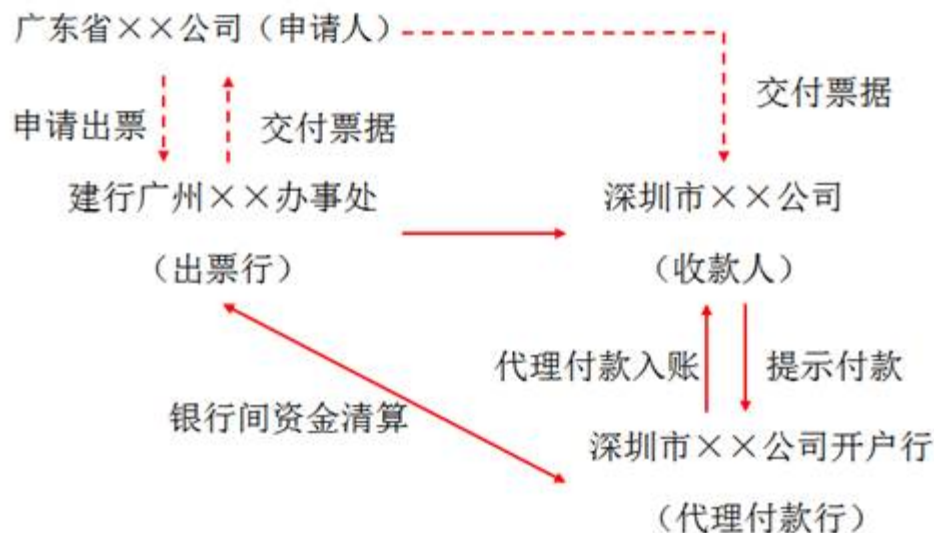 广东省××公司（申请人）
交付票据
申请出票
交付票据
建行广州××办事处
深圳市××公司
（出票行）
（收款人）
代理付款入账
提示付款
银行间资金清算
深圳市××公司开户行
（代理付款行）